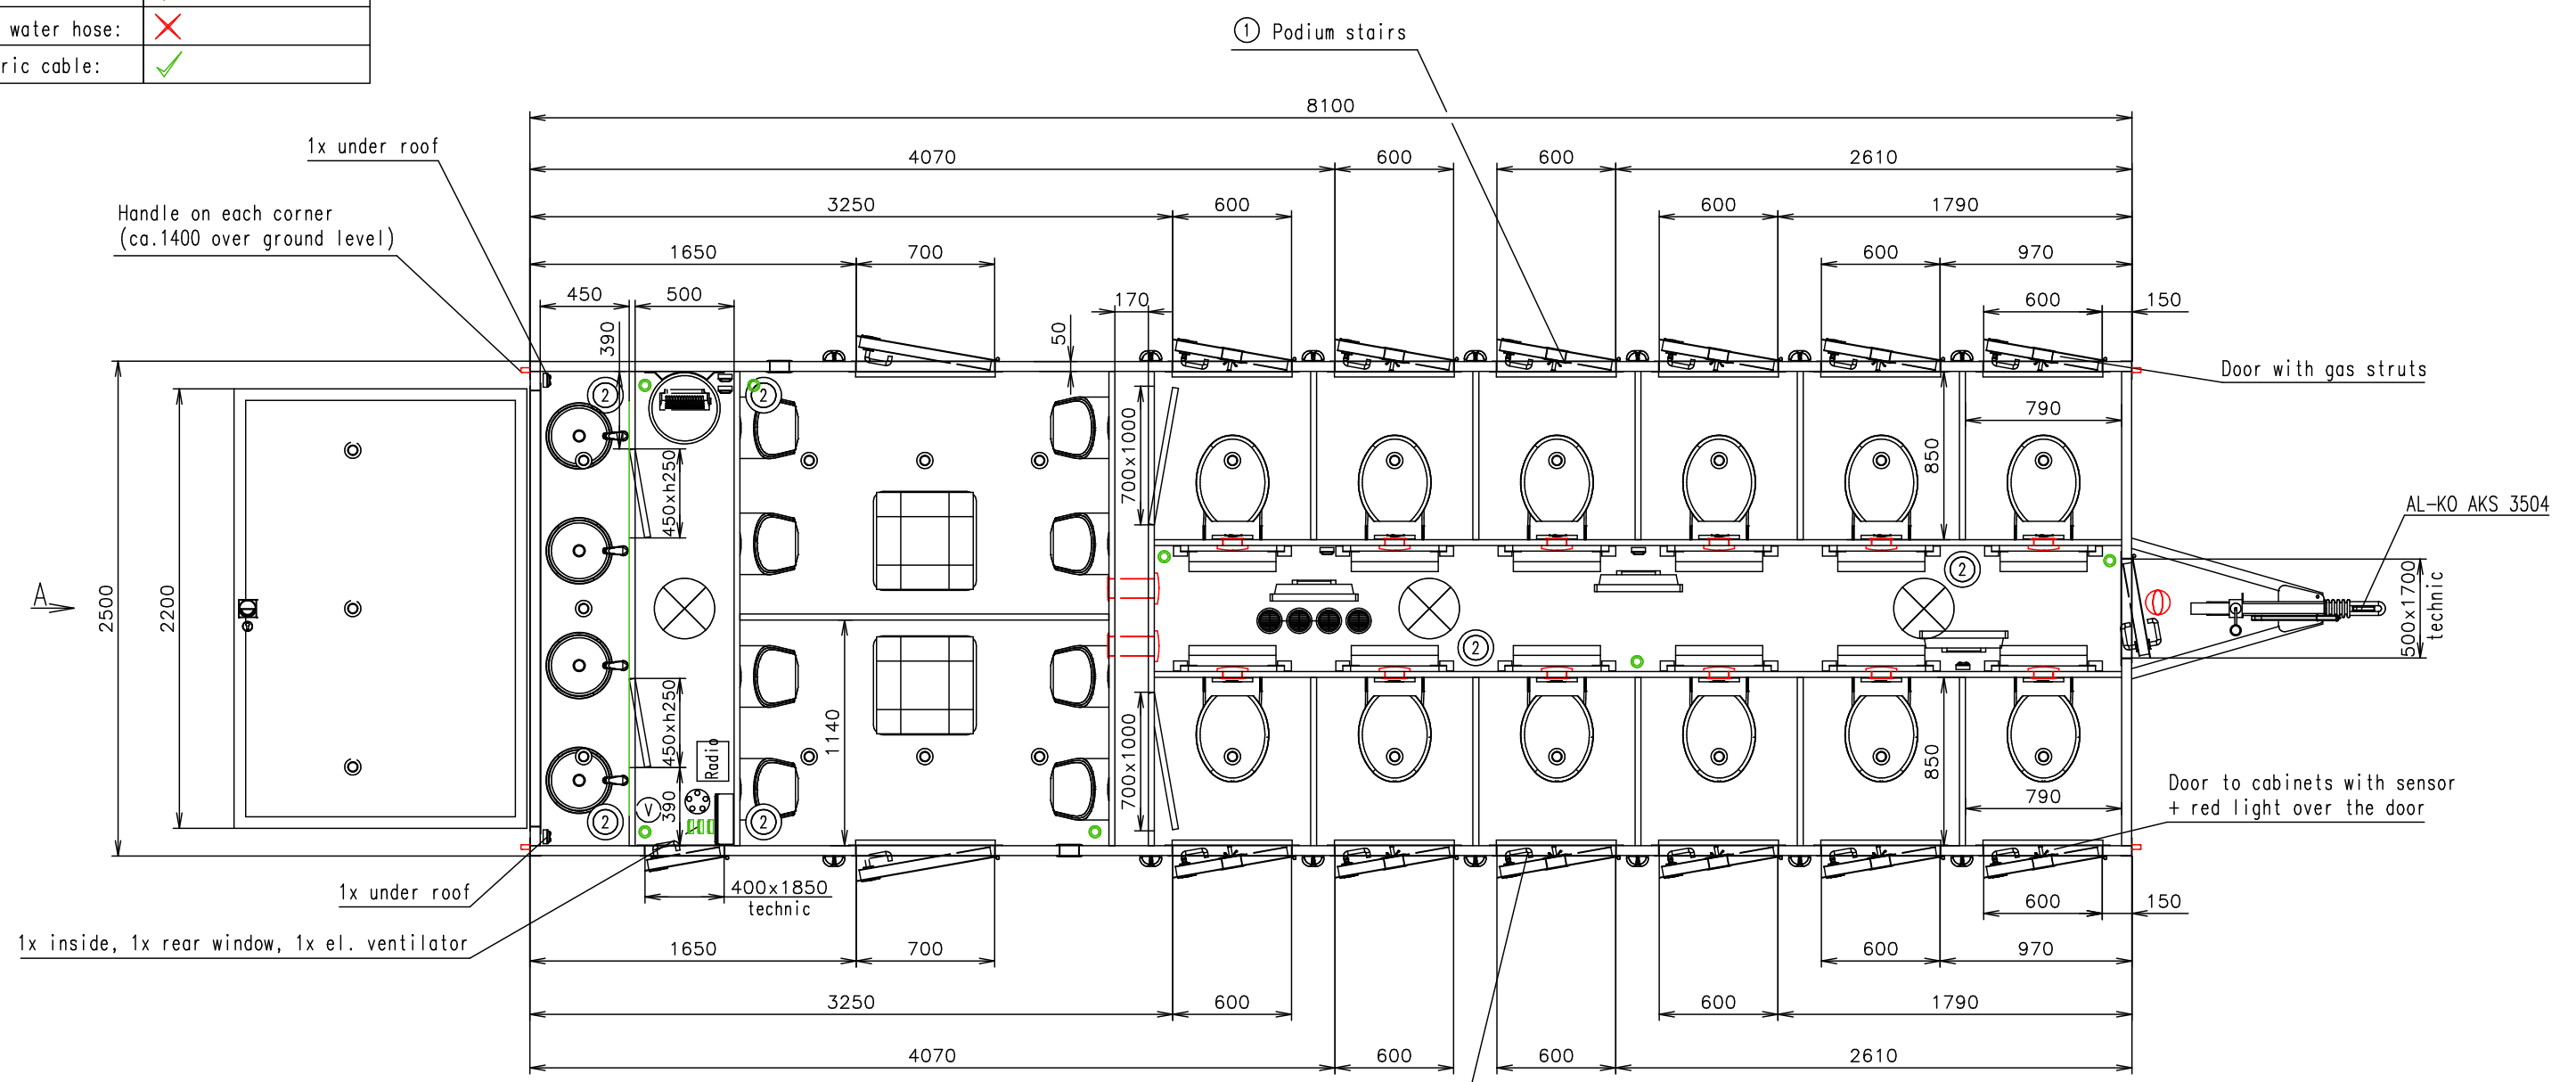 water hose:
ric cable:
① Podium stairs
8100
1x under roof
4070
600
600
2610
Handle on each corner
(ca.1400 over ground level)
3250
600
600
1790
1650
700
600
970
450
500
170
600
150
390
50
Door with gas struts
2
2
790
450xh250
700x1000
850
AL-KO AKS 3504
A
2500
2200
2
500x1700
technic
2
450xh250
1140
Radio
700x1000
850
Door to cabinets with sensor
+ red light over the door
790
2
V
390
2
1x under roof
400x1850
technic
600
150
1x inside, 1x rear window, 1x el. ventilator
1650
700
600
970
3250
600
600
1790
4070
600
600
2610